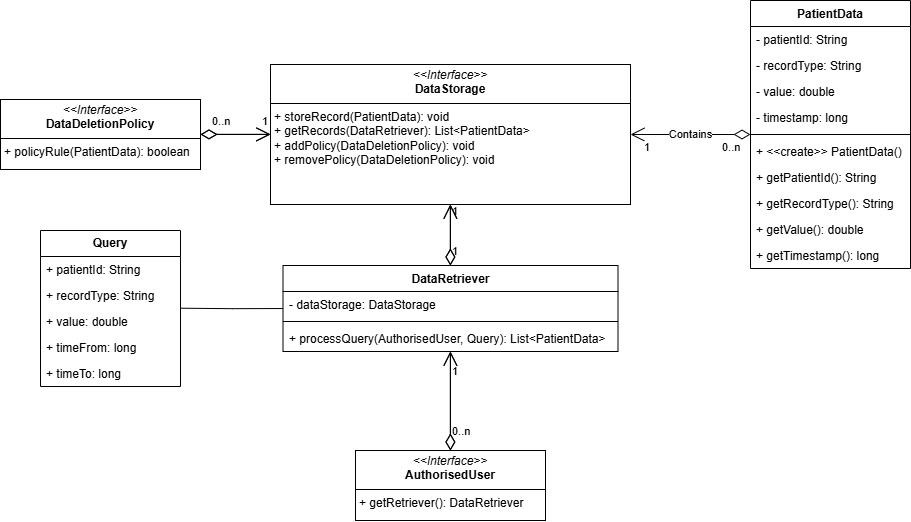 PatientData
- patientId: String
- recordType: String
- value: double
- timestamp: long
+ <<create>> PatientData()
+ getPatientId(): String
+ getRecordType(): String
+ getValue(): double
+ getTimestamp(): long
<<Interface>>
DataStorage
+ storeRecord(PatientData): void
+ getRecords(DataRetriever): List<PatientData>
+ addPolicy(DataDeletionPolicy): void
+ removePolicy(DataDeletionPolicy): void
<<Interface>>
DataDeletionPolicy
+ policyRule(PatientData): boolean
0..n
1
Contains
1
0..n
Query
+ patientId: String
+ recordType: String
+ value: double
+ timeFrom: long
+ timeTo: long
1
1
DataRetriever
- dataStorage: DataStorage
+ processQuery(AuthorisedUser, Query): List<PatientData>
1
0..n
<<Interface>>
AuthorisedUser
+ getRetriever(): DataRetriever